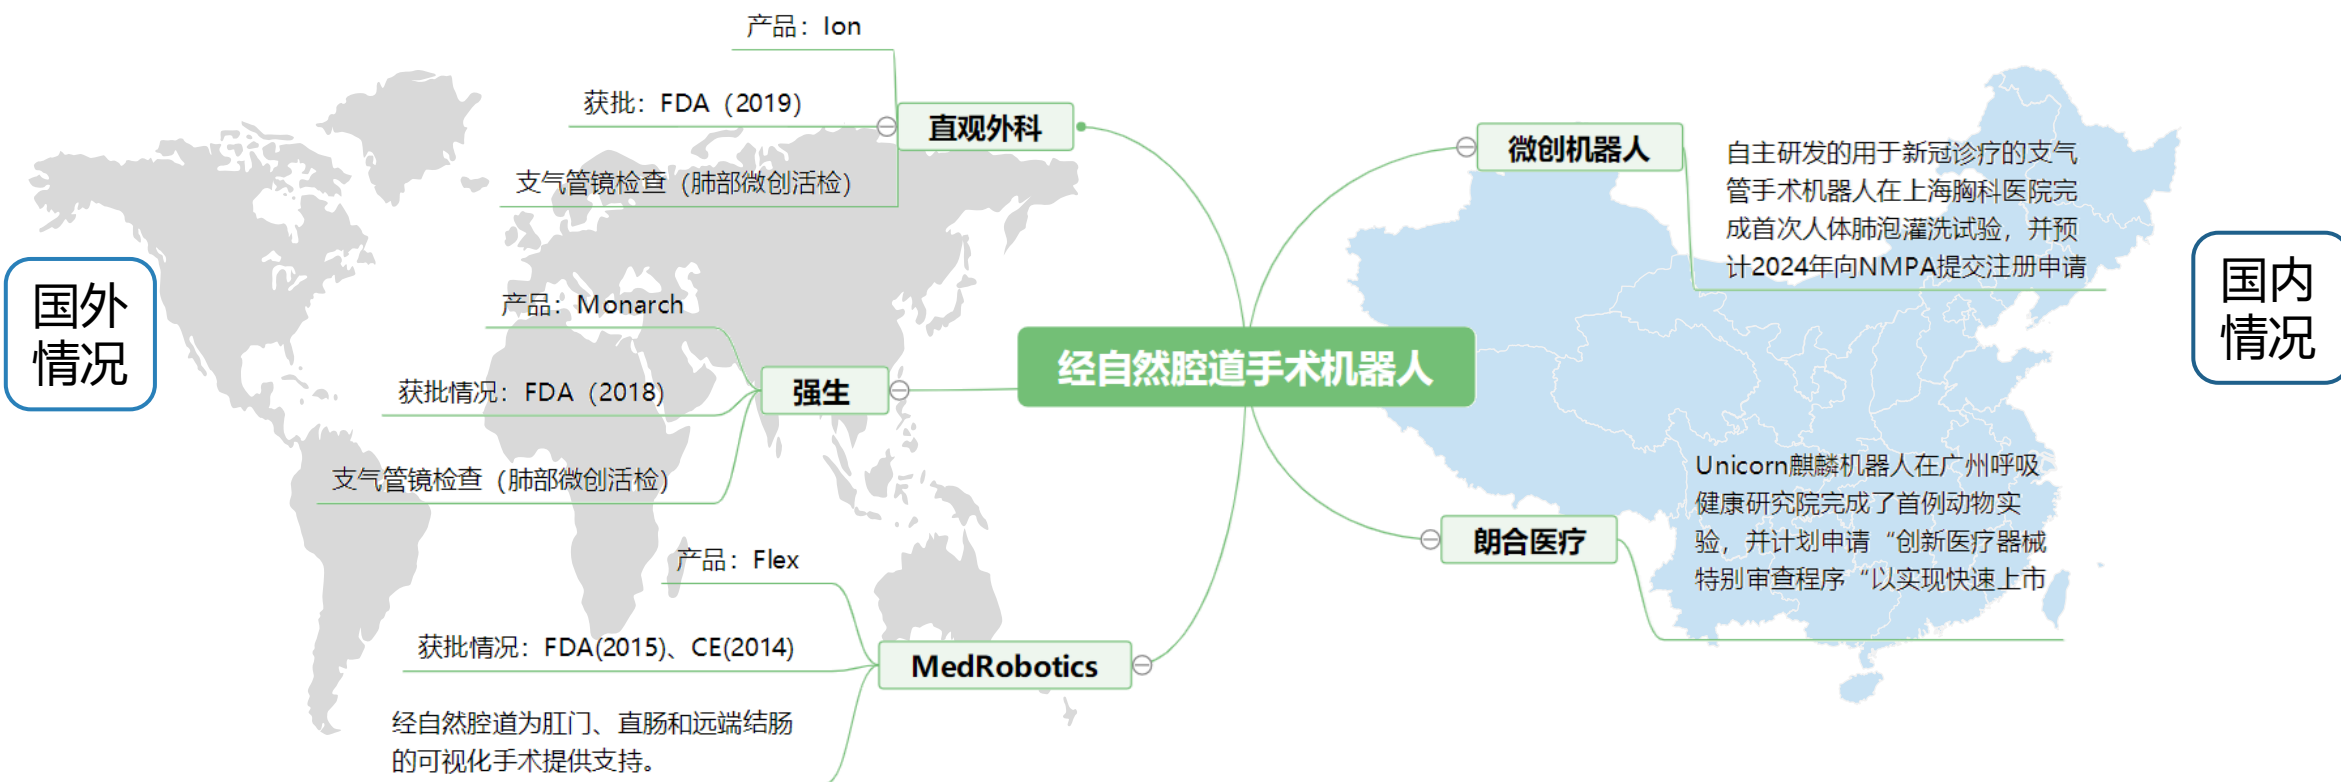 国外
情况
产品：Ion
获批：FDA（2019）
支气管镜检查（肺部微创活检）
直观外科
产品：Monarch
获批情况：FDA（2018）
支气管镜检查（肺部微创活检）
强生
产品：Flex
获批情况：FDA(2015)、CE(2014)
经自然腔道为肛门、直肠和远端结肠
的可视化手术提供支持。
MedRobotics
经自然腔道手术机器人
微创机器人
自主研发的用于新冠诊疗的支气
管手术机器人在上海胸科医院完
成首次人体肺泡灌洗试验，并预
计2024年向NMPA提交注册申请
朗合医疗
Unicorn麒麟机器人在广州呼吸
健康研究院完成了首例动物实
验，并计划申请“创新医疗器械
特别审查程序“以实现快速上市
国内
情况